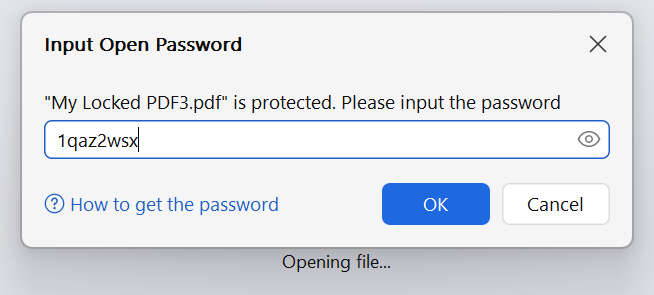 Input Open Password
"My Locked PDF3.pdf" is protected. Please input the password
1qaz2wsx
How to get the password
OK
Cancel
Opening file...